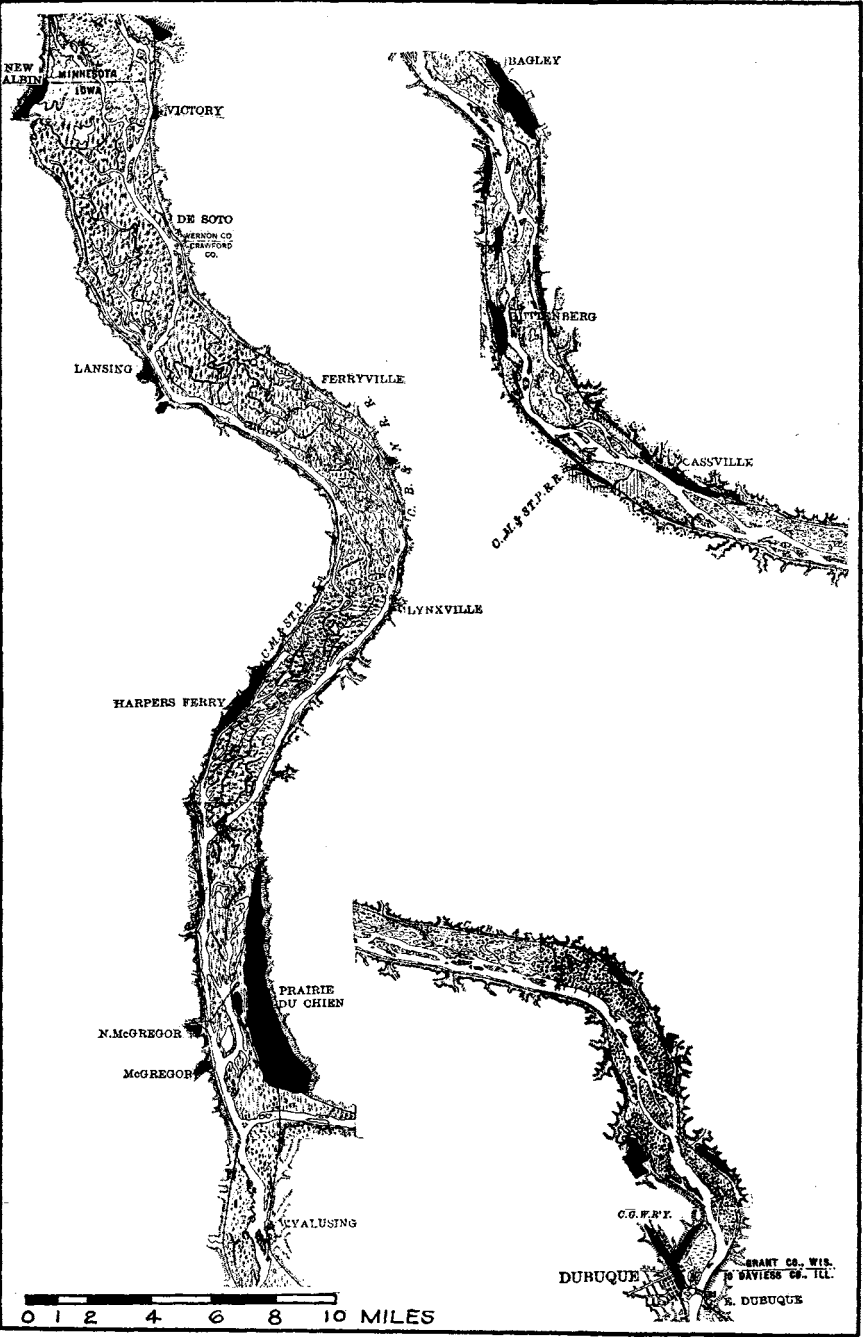 NEW
ALBIN
MINNESOTA
IOWA
VICTORY
DE SOTO
VERNON CO
CRAWFORD
CO.
LANSING
FERRYVILLE
C. B. & N. R. R.
C.M.& ST.P.
LYNXVILLE
HARPERS FERRY
PRAIRIE
DU CHIEN
N. McGREGOR
McGREGOR
WYALUSING
BAGLEY
CASSVILLE
C. M. & ST. P. R. R.
C.G.W.R'Y.
DUBUQUE
GRANT CO., WIS.
JO DAVIESS CO., ILL.
E. DUBUQUE
0 1 2 4 6 8 10 MILES